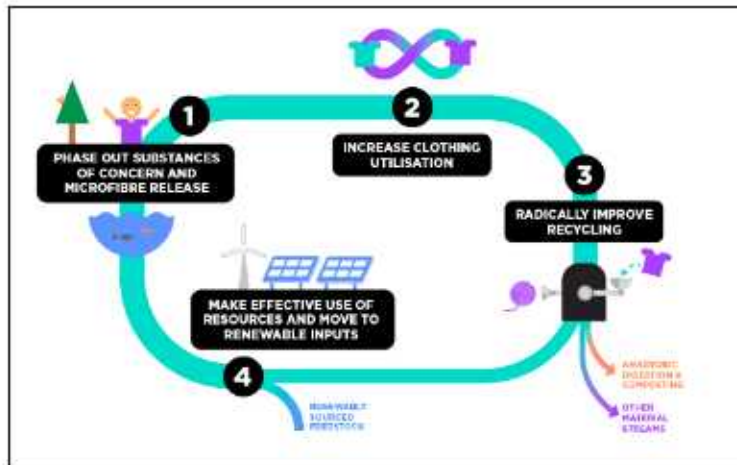 1
PHASE OUT SUBSTANCES
OF CONCERN AND
MICROFIBRE RELEASE
2
INCREASE CLOTHING
UTILISATION
3
RADICALLY IMPROVE
RECYCLING
MAKE EFFECTIVE USE OF
RESOURCES AND MOVE TO
RENEWABLE INPUTS
4
RENEWABLY
SOURCED
FEEDSTOCK
ANAEROBIC
DIGESTION &
COMPOSTING
OTHER
MATERIAL
STREAMS